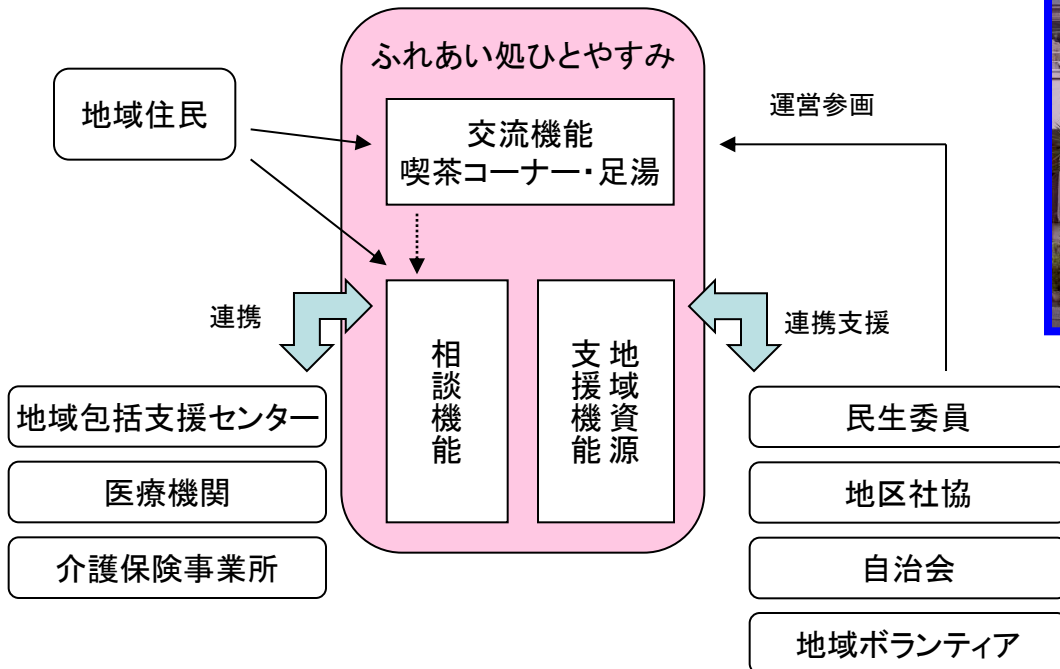 ふれあい処ひとやすみ
地域住民
交流機能
喫茶コーナー・足湯
運営参画
連携
連携支援
相談機能
地域資源
支援機能
地域包括支援センター
医療機関
介護保険事業所
民生委員
地区社協
自治会
地域ボランティア